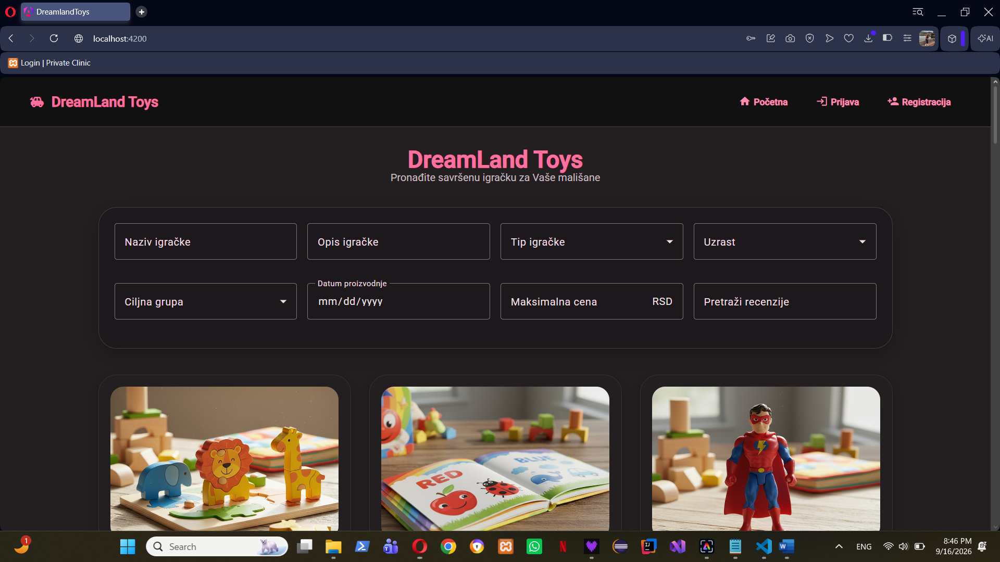 DreamlandToys
localhost:4200
AI
Login | Private Clinic
DreamLand Toys
Početna
Prijava
Registracija
DreamLand Toys
Pronađite savršenu igračku za Vaše mališane
Naziv igračke
Opis igračke
Tip igračke
Uzrast
Ciljna grupa
Datum proizvodnje
mm/dd/yyyy
Maksimalna cena
RSD
Pretraži recenzije
RED
BLUE
1
Search
ENG
8:46 PM
9/16/2026